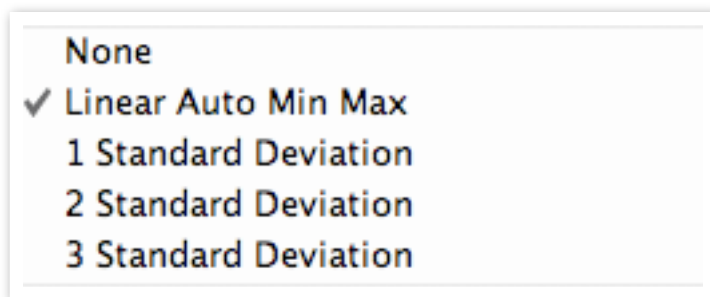 None
✓ Linear Auto Min Max
1 Standard Deviation
2 Standard Deviation
3 Standard Deviation